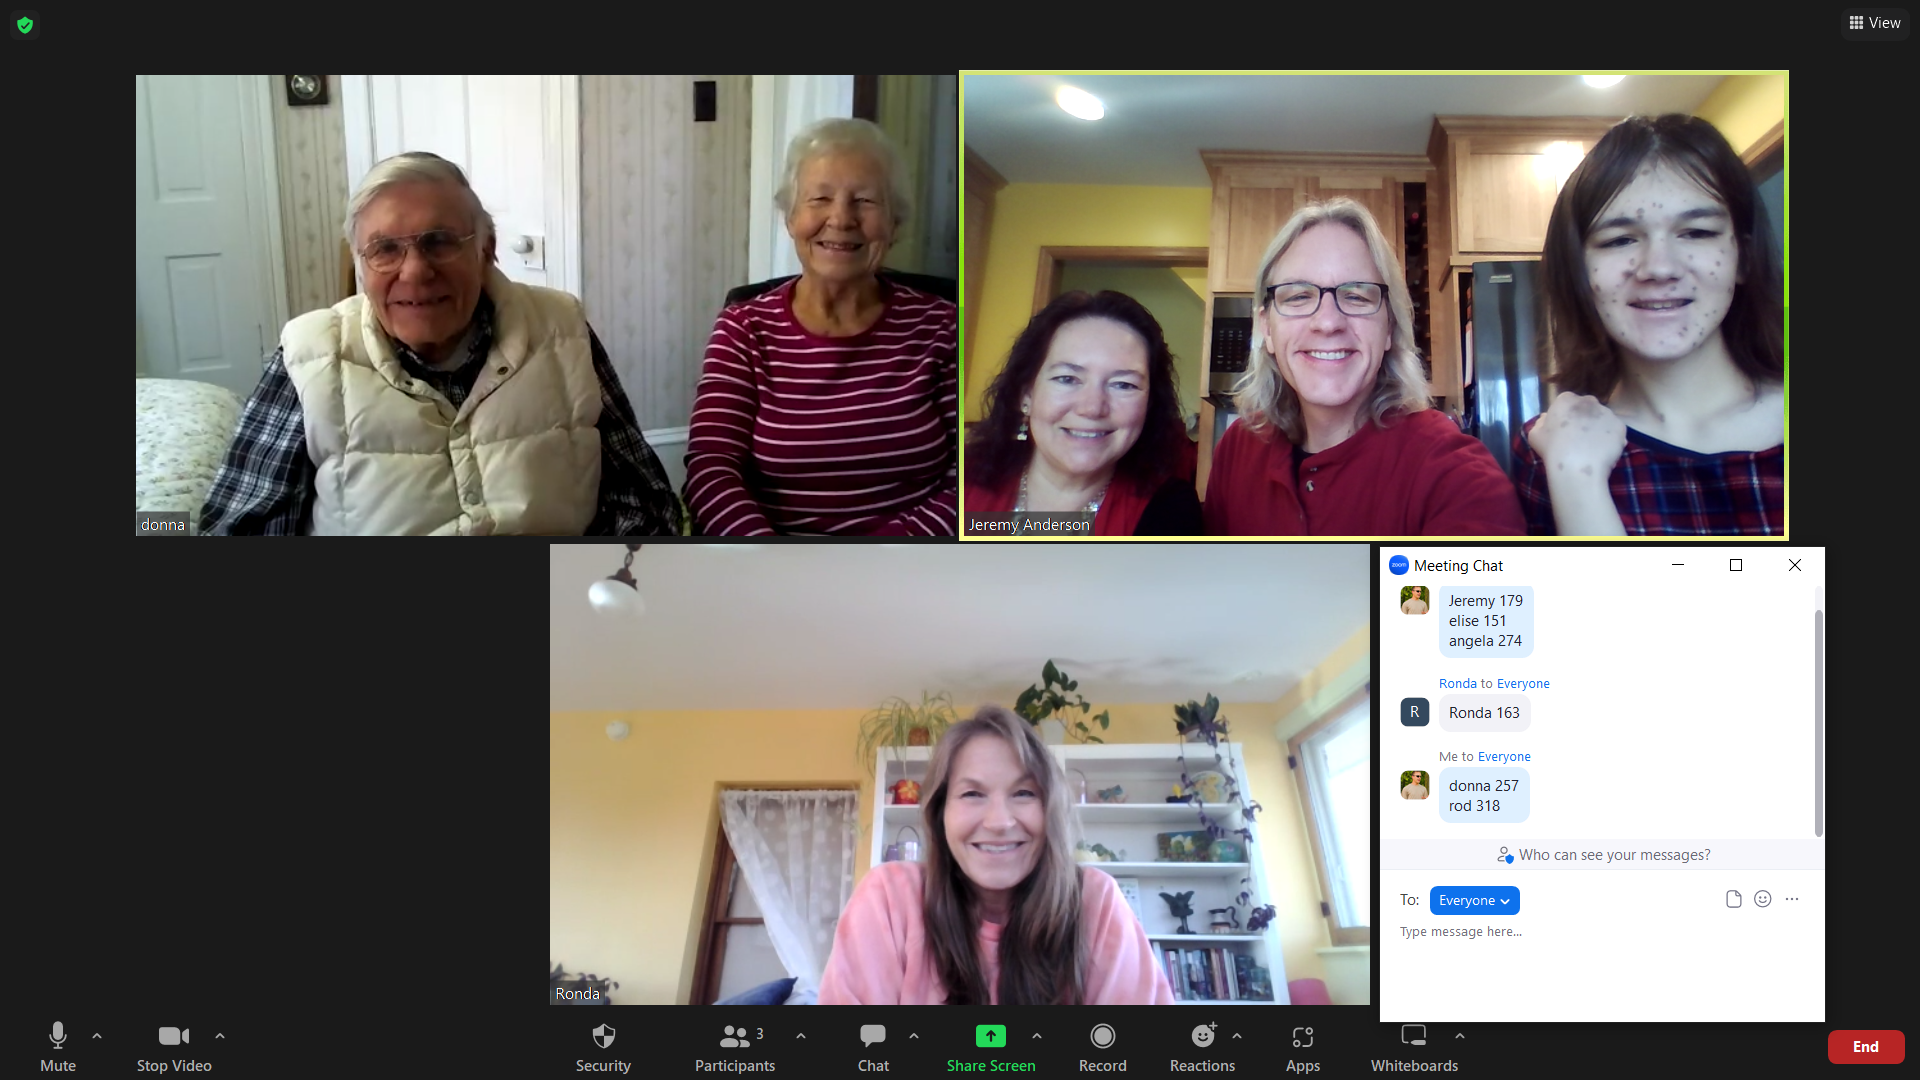 View
donna
Jeremy Anderson
Ronda
zoom
Meeting Chat
Jeremy 179
elise 151
angela 274
Ronda to Everyone
R
Ronda 163
Me to Everyone
donna 257
rod 318
Who can see your messages?
To: Everyone
Type message here...
Mute
Stop Video
Security
Participants
3
Chat
Share Screen
Record
Reactions
Apps
Whiteboards
End